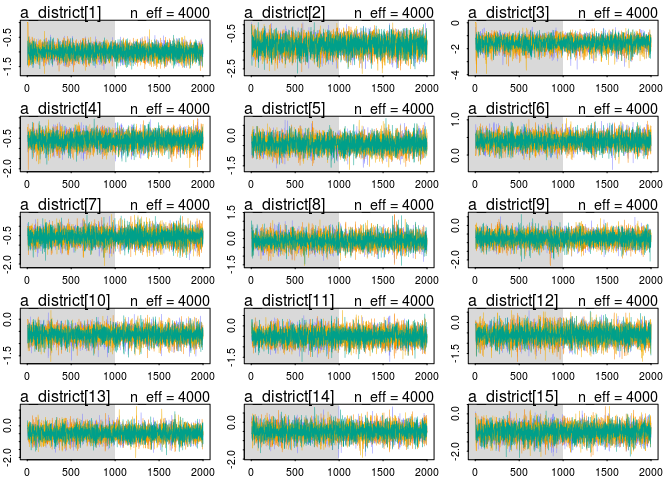 a_district[1] n_eff = 4000
a_district[2] n_eff = 4000
a_district[3] n_eff = 4000
-1.5 -0.5
-2.5 -0.5
-4 -2 0
0 500 1000 1500 2000
0 500 1000 1500 2000
0 500 1000 1500 2000
a_district[4] n_eff = 4000
a_district[5] n_eff = 4000
a_district[6] n_eff = 4000
-2.0 -0.5
-1.5 0.0
0.0 1.0
0 500 1000 1500 2000
0 500 1000 1500 2000
0 500 1000 1500 2000
a_district[7] n_eff = 4000
a_district[8] n_eff = 4000
a_district[9] n_eff = 4000
-2.0 -0.5
-1.5 0.0 1.5
-2.0 0.0
0 500 1000 1500 2000
0 500 1000 1500 2000
0 500 1000 1500 2000
a_district[10] n_eff = 4000
a_district[11] n_eff = 4000
a_district[12] n_eff = 4000
-1.5 0.0
-1.5 0.0
-1.5 0.0
0 500 1000 1500 2000
0 500 1000 1500 2000
0 500 1000 1500 2000
a_district[13] n_eff = 4000
a_district[14] n_eff = 4000
a_district[15] n_eff = 4000
-2.0 0.0
-2.0 0.0
-2.0 0.0
0 500 1000 1500 2000
0 500 1000 1500 2000
0 500 1000 1500 2000